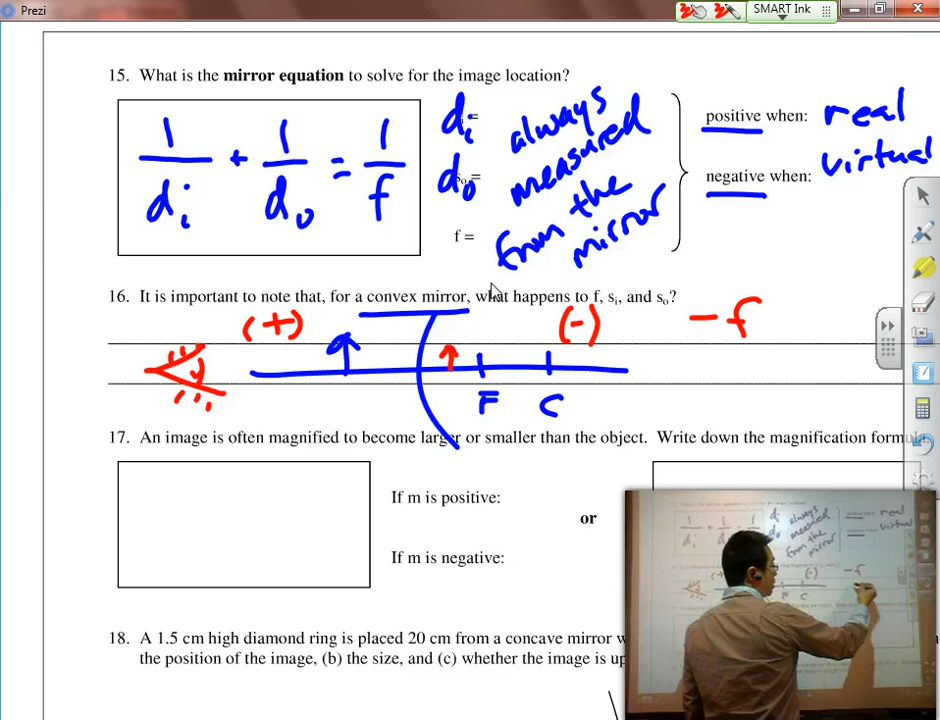 Prezi
SMART Ink
15. What is the mirror equation to solve for the image location?
1/di + 1/do = 1/f
di =
do =
f =
always
measured
from the
mirror
positive when: real
negative when: virtual
16. It is important to note that, for a convex mirror, what happens to f, si, and so?
(+) (-) -f
F C
17. An image is often magnified to become larger or smaller than the object. Write down the magnification formula.
If m is positive:
or
If m is negative:
18. A 1.5 cm high diamond ring is placed 20 cm from a concave mirror w
the position of the image, (b) the size, and (c) whether the image is up